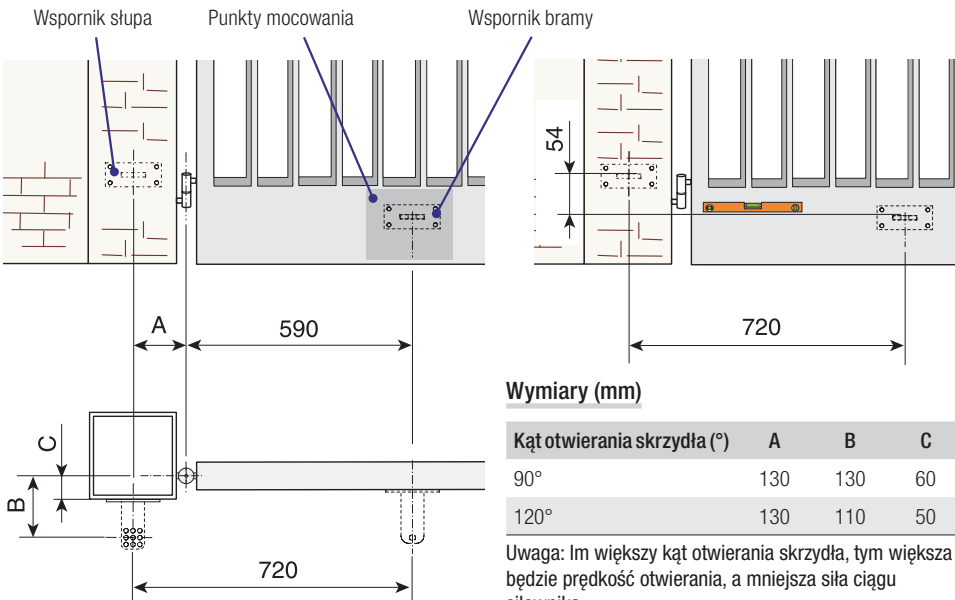 Wspornik słupa Punkty mocowania Wspornik bramy
54
A 590
720
C
B
720
Wymiary (mm)
Kąt otwierania skrzydła (°) A B C
90° 130 130 60
120° 130 110 50
Uwaga: Im większy kąt otwierania skrzydła, tym większa
będzie prędkość otwierania, a mniejsza siła ciągu